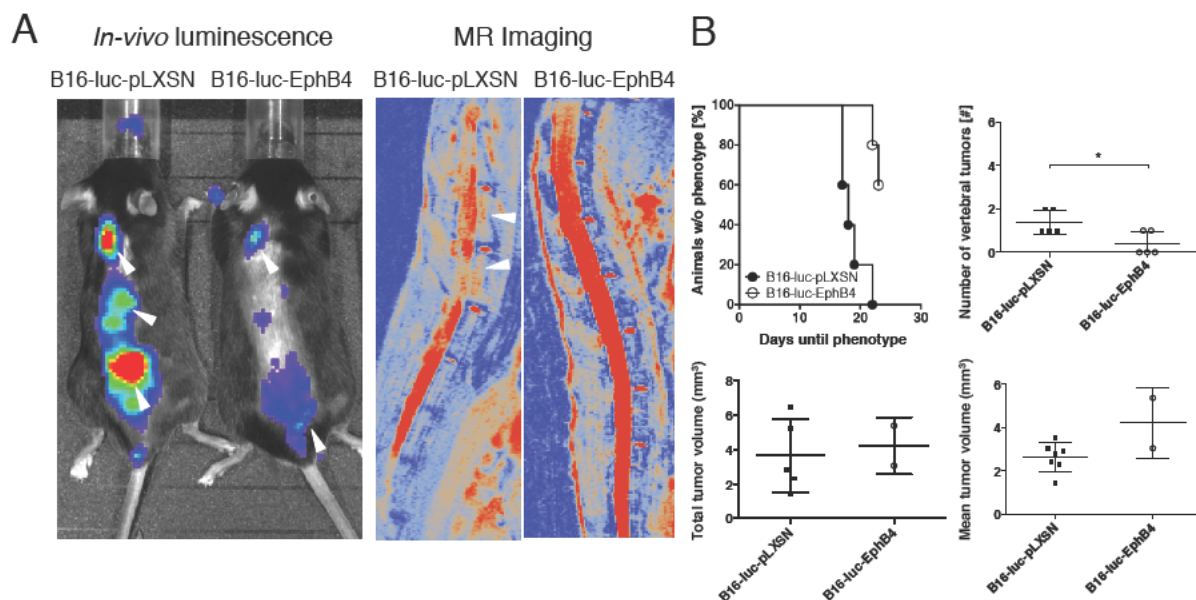 A
In-vivo luminescence
MR Imaging
B16-luc-pLXSN B16-luc-EphB4
B16-luc-pLXSN B16-luc-EphB4
B
Animals w/o phenotype [%]
100
80
60
40
20
0
B16-luc-pLXSN
B16-luc-EphB4
0 10 20 30
Days until phenotype
Number of vertebral tumors [#]
6
4
2
0
*
B16-luc-pLXSN
B16-luc-EphB4
Total tumor volume (mm³)
8
6
4
2
0
B16-luc-pLXSN
B16-luc-EphB4
Mean tumor volume (mm³)
6
4
2
0
B16-luc-pLXSN
B16-luc-EphB4